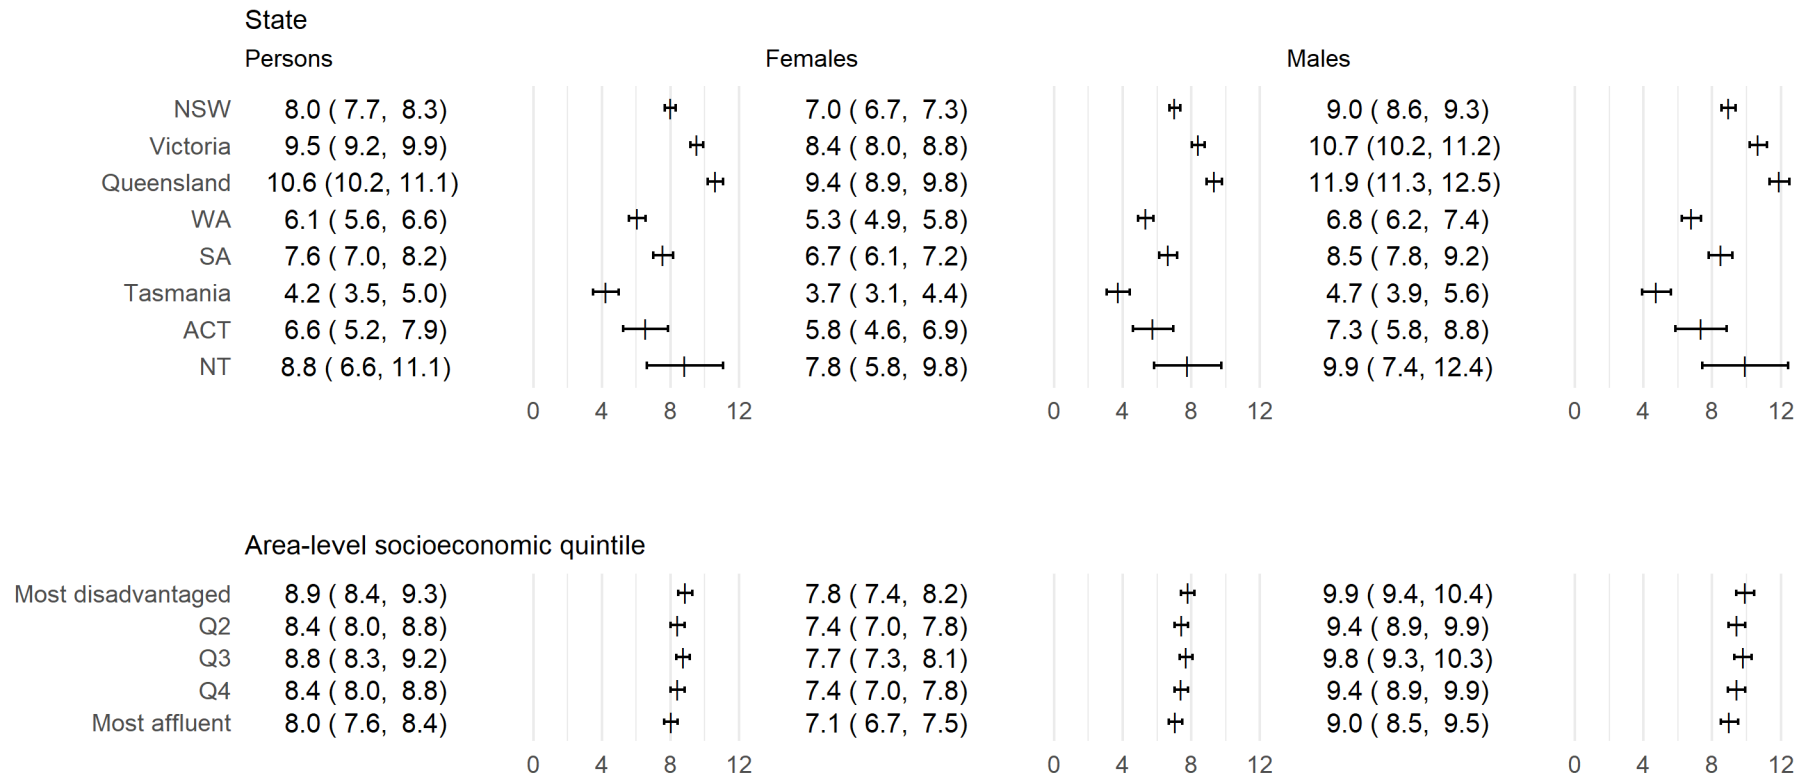 State
Persons Females Males
NSW 8.0 ( 7.7, 8.3) 7.0 ( 6.7, 7.3) 9.0 ( 8.6, 9.3)
Victoria 9.5 ( 9.2, 9.9) 8.4 ( 8.0, 8.8) 10.7 (10.2, 11.2)
Queensland 10.6 (10.2, 11.1) 9.4 ( 8.9, 9.8) 11.9 (11.3, 12.5)
WA 6.1 ( 5.6, 6.6) 5.3 ( 4.9, 5.8) 6.8 ( 6.2, 7.4)
SA 7.6 ( 7.0, 8.2) 6.7 ( 6.1, 7.2) 8.5 ( 7.8, 9.2)
Tasmania 4.2 ( 3.5, 5.0) 3.7 ( 3.1, 4.4) 4.7 ( 3.9, 5.6)
ACT 6.6 ( 5.2, 7.9) 5.8 ( 4.6, 6.9) 7.3 ( 5.8, 8.8)
NT 8.8 ( 6.6, 11.1) 7.8 ( 5.8, 9.8) 9.9 ( 7.4, 12.4)
0 4 8 12 0 4 8 12 0 4 8 12
Area-level socioeconomic quintile
Most disadvantaged 8.9 ( 8.4, 9.3) 7.8 ( 7.4, 8.2) 9.9 ( 9.4, 10.4)
Q2 8.4 ( 8.0, 8.8) 7.4 ( 7.0, 7.8) 9.4 ( 8.9, 9.9)
Q3 8.8 ( 8.3, 9.2) 7.7 ( 7.3, 8.1) 9.8 ( 9.3, 10.3)
Q4 8.4 ( 8.0, 8.8) 7.4 ( 7.0, 7.8) 9.4 ( 8.9, 9.9)
Most affluent 8.0 ( 7.6, 8.4) 7.1 ( 6.7, 7.5) 9.0 ( 8.5, 9.5)
0 4 8 12 0 4 8 12 0 4 8 12